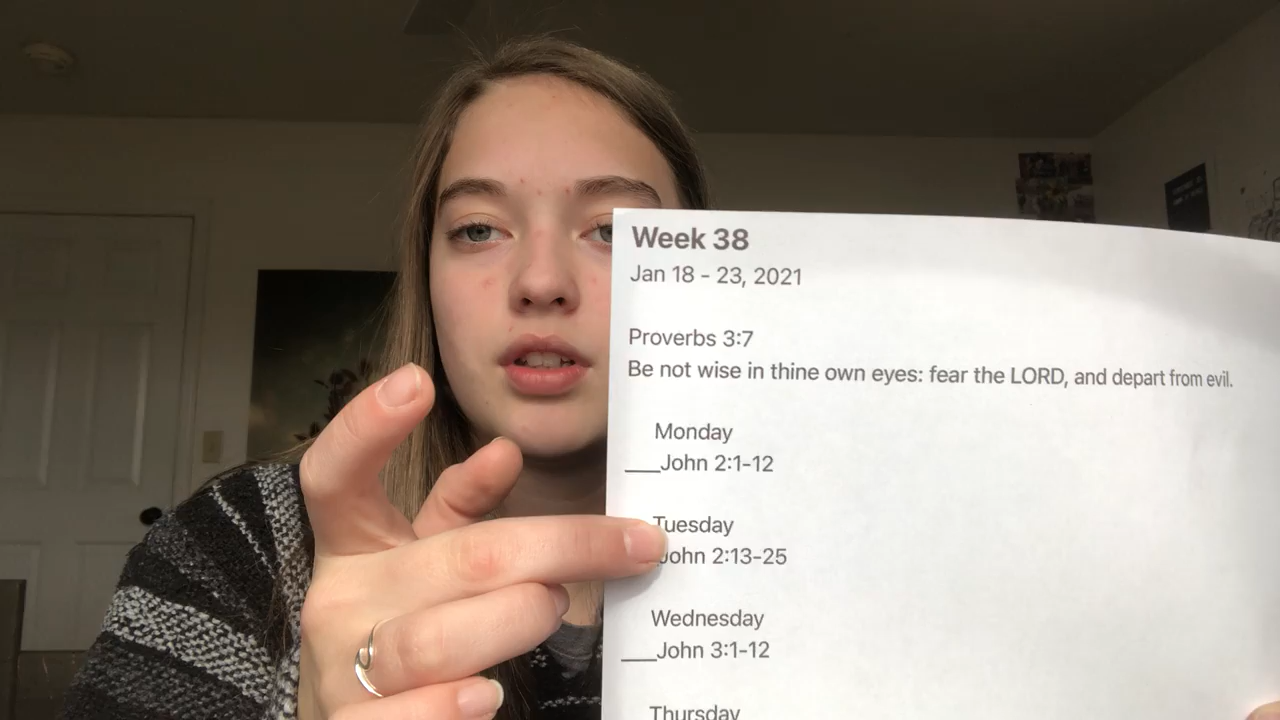 Week 38
Jan 18 - 23, 2021
Proverbs 3:7
Be not wise in thine own eyes: fear the LORD, and depart from evil.
Monday
___John 2:1-12
Tuesday
John 2:13-25
Wednesday
___John 3:1-12
Thursday